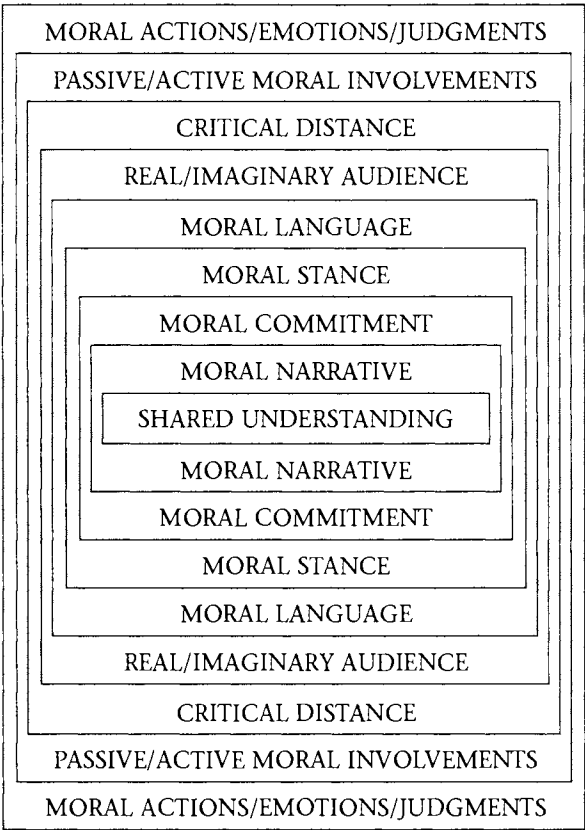 MORAL ACTIONS/EMOTIONS/JUDGMENTS
PASSIVE/ACTIVE MORAL INVOLVEMENTS
CRITICAL DISTANCE
REAL/IMAGINARY AUDIENCE
MORAL LANGUAGE
MORAL STANCE
MORAL COMMITMENT
MORAL NARRATIVE
SHARED UNDERSTANDING
MORAL NARRATIVE
MORAL COMMITMENT
MORAL STANCE
MORAL LANGUAGE
REAL/IMAGINARY AUDIENCE
CRITICAL DISTANCE
PASSIVE/ACTIVE MORAL INVOLVEMENTS
MORAL ACTIONS/EMOTIONS/JUDGMENTS